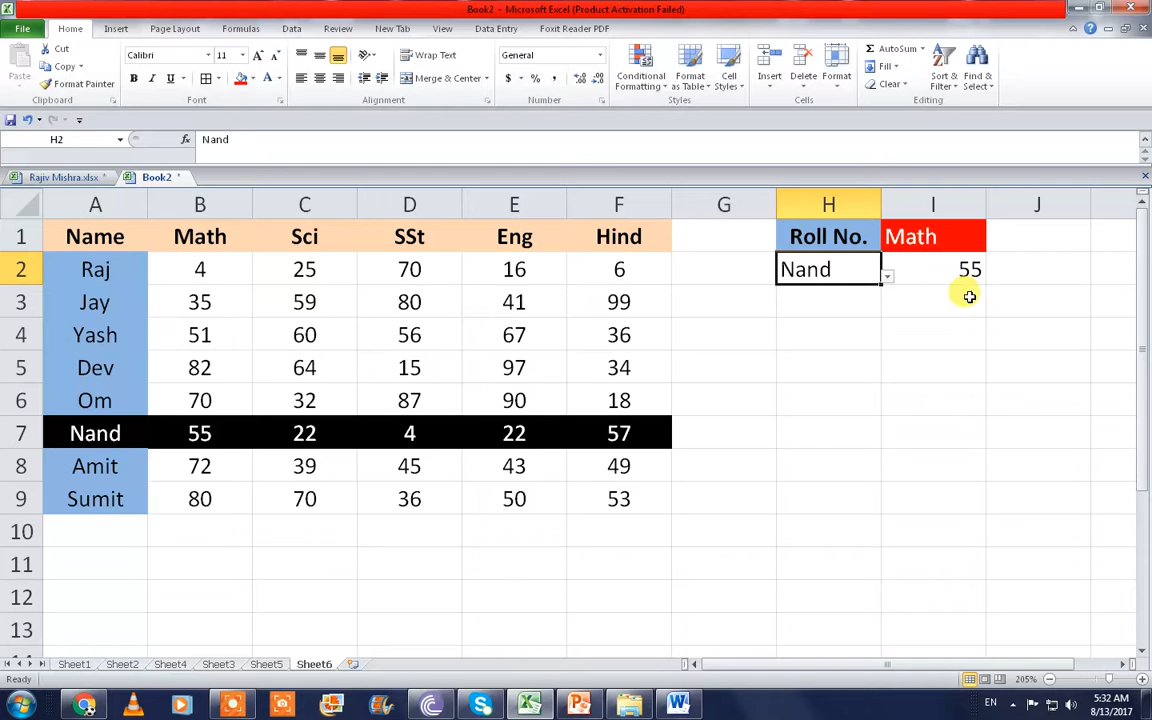 Book2 - Microsoft Excel (Product Activation Failed)
File Home Insert Page Layout Formulas Data Review New Tab View Data Entry Foxit Reader PDF
Paste
Cut
Copy
Format Painter
Clipboard
Calibri 11
B I U
Font
Wrap Text
Merge & Center
Alignment
General
$ % ,
Number
Conditional Formatting
Format as Table
Cell Styles
Styles
Insert Delete Format
Cells
AutoSum
Fill
Clear
Sort & Filter
Find & Select
Editing
H2 fx Nand
Rajiv Mishra.xlsx * Book2 *
A B C D E F G H I J
1 Name Math Sci SSt Eng Hind Roll No. Math
2 Raj 4 25 70 16 6 Nand 55
3 Jay 35 59 80 41 99
4 Yash 51 60 56 67 36
5 Dev 82 64 15 97 34
6 Om 70 32 87 90 18
7 Nand 55 22 4 22 57
8 Amit 72 39 45 43 49
9 Sumit 80 70 36 50 53
10
11
12
13
Sheet1 Sheet2 Sheet4 Sheet3 Sheet5 Sheet6
Ready 205%
EN 5:32 AM
8/13/2017